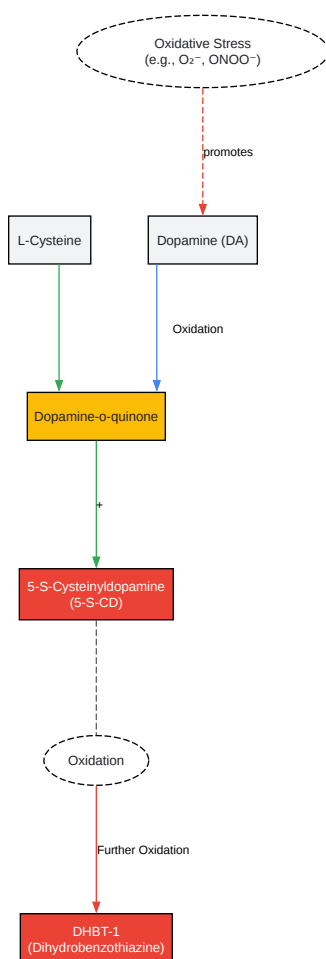 Oxidative Stress
(e.g., O₂⁻, ONOO⁻)
promotes
L-Cysteine
Dopamine (DA)
Oxidation
Dopamine-o-quinone
+
5-S-Cysteinyldopamine
(5-S-CD)
Oxidation
Further Oxidation
DHBT-1
(Dihydrobenzothiazine)